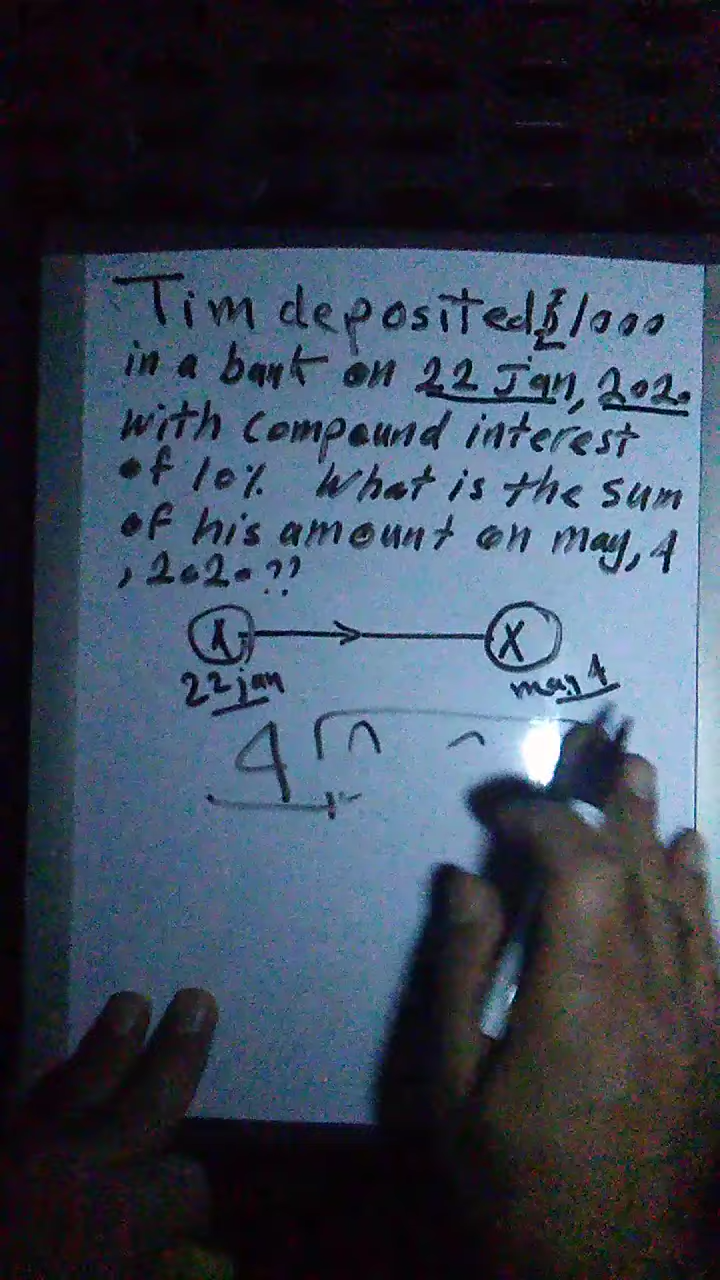 Tim deposited £1000
in a bank on 22 Jan, 2020
with compound interest
of 10% What is the sum
of his amount on may, 4
, 2020??
X X
22 jan may 4
4